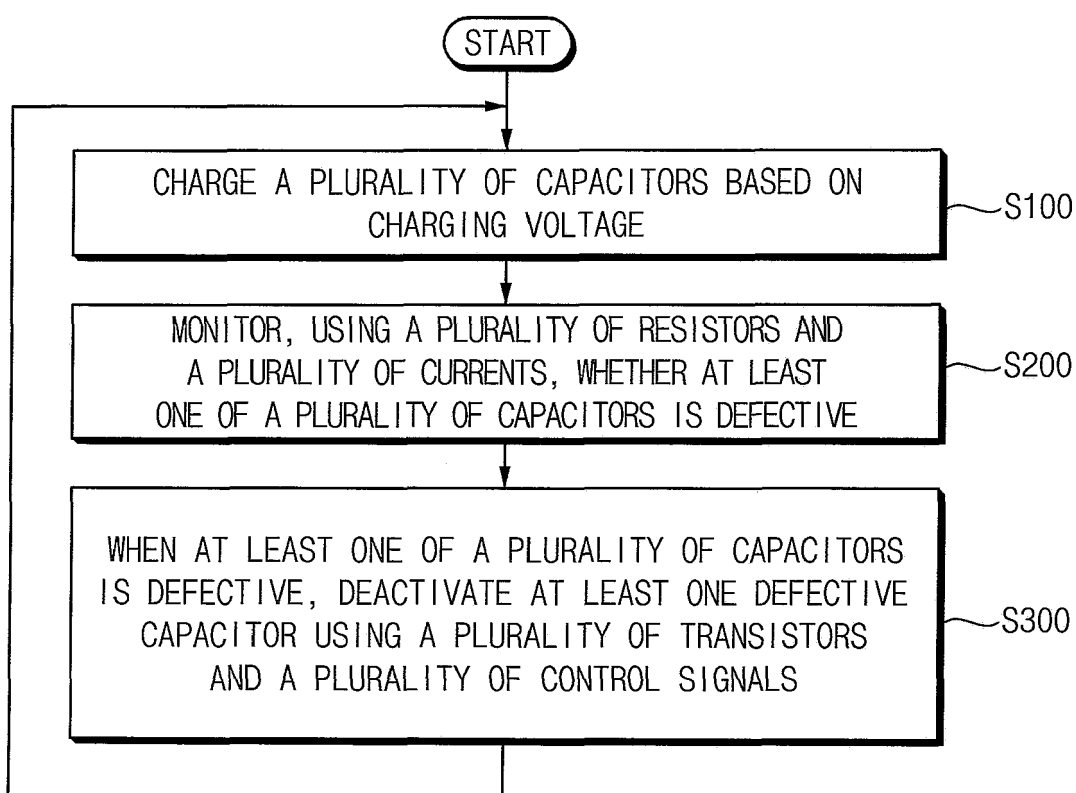 START
CHARGE A PLURALITY OF CAPACITORS BASED ON
CHARGING VOLTAGE
S100
MONITOR, USING A PLURALITY OF RESISTORS AND
A PLURALITY OF CURRENTS, WHETHER AT LEAST
ONE OF A PLURALITY OF CAPACITORS IS DEFECTIVE
S200
WHEN AT LEAST ONE OF A PLURALITY OF CAPACITORS
IS DEFECTIVE, DEACTIVATE AT LEAST ONE DEFECTIVE
CAPACITOR USING A PLURALITY OF TRANSISTORS
AND A PLURALITY OF CONTROL SIGNALS
S300